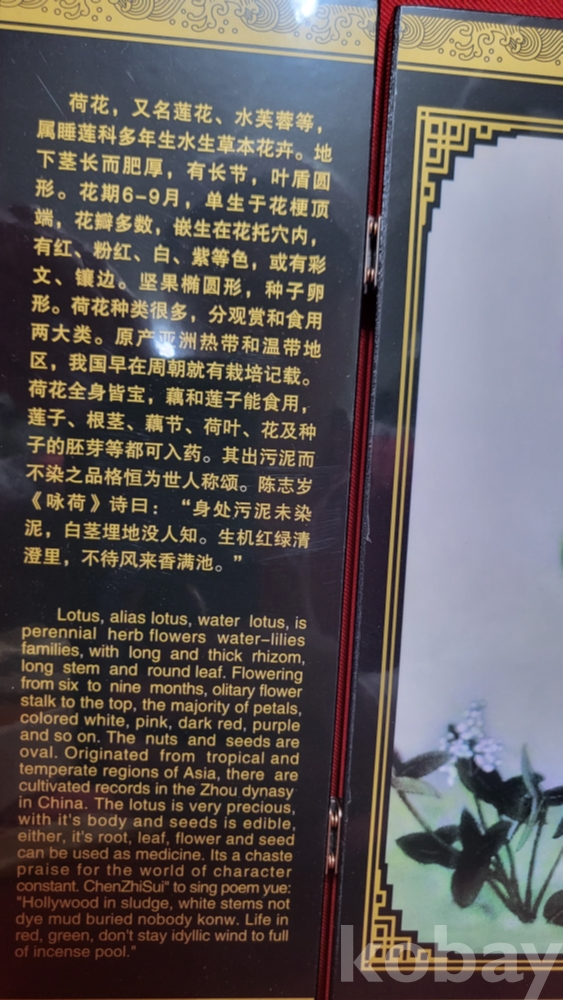 荷花，又名莲花、水芙蓉等，
属睡莲科多年生水生草本花卉。地
下茎长而肥厚，有长节，叶盾圆
形。花期6-9月，单生于花梗顶
端，花瓣多数，嵌生在花托穴内，
有红、粉红、白、紫等色，或有彩
文、镶边。坚果椭圆形，种子卵
形。荷花种类很多，分观赏和食用
两大类。原产亚洲热带和温带地
区，我国早在周朝就有栽培记载。
荷花全身皆宝，藕和莲子能食用，
莲子、根茎、藕节、荷叶、花及种
子的胚芽等都可入药。其出污泥而
不染之品格恒为世人称颂。陈志岁
《咏荷》诗曰：“身处污泥未染
泥，白茎埋地没人知。生机红绿清
澄里，不待风来香满池。”
Lotus, alias lotus, water lotus, is
perennial herb flowers water-lilies
families, with long and thick rhizom,
long stem and round leaf. Flowering
from six to nine months, olitary flower
stalk to the top, the majority of petals,
colored white, pink, dark red, purple
and so on. The nuts and seeds are
oval. Originated from tropical and
temperate regions of Asia, there are
cultivated records in the Zhou dynasy
in China. The lotus is very precious,
with it's body and seeds is edible,
either, it's root, leaf, flower and seed
can be used as medicine. Its a chaste
praise for the world of character
constant. ChenZhiSui" to sing poem yue:
"Hollywood in sludge, white stems not
dye mud buried nobody konw. Life in
red, green, don't stay idyllic wind to full
of incense pool."
kobay